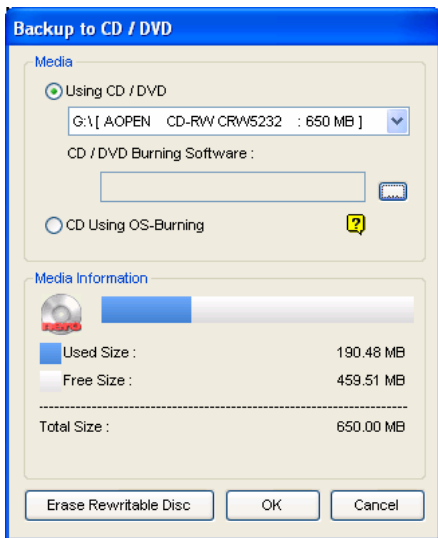 Backup to CD / DVD
Media
Using CD / DVD
G:\ [ AOPEN CD-RW CRW5232 : 650 MB ]
CD / DVD Burning Software :
...
CD Using OS-Burning
?
Media Information
nero
Used Size : 190.48 MB
Free Size : 459.51 MB
Total Size : 650.00 MB
Erase Rewritable Disc OK Cancel